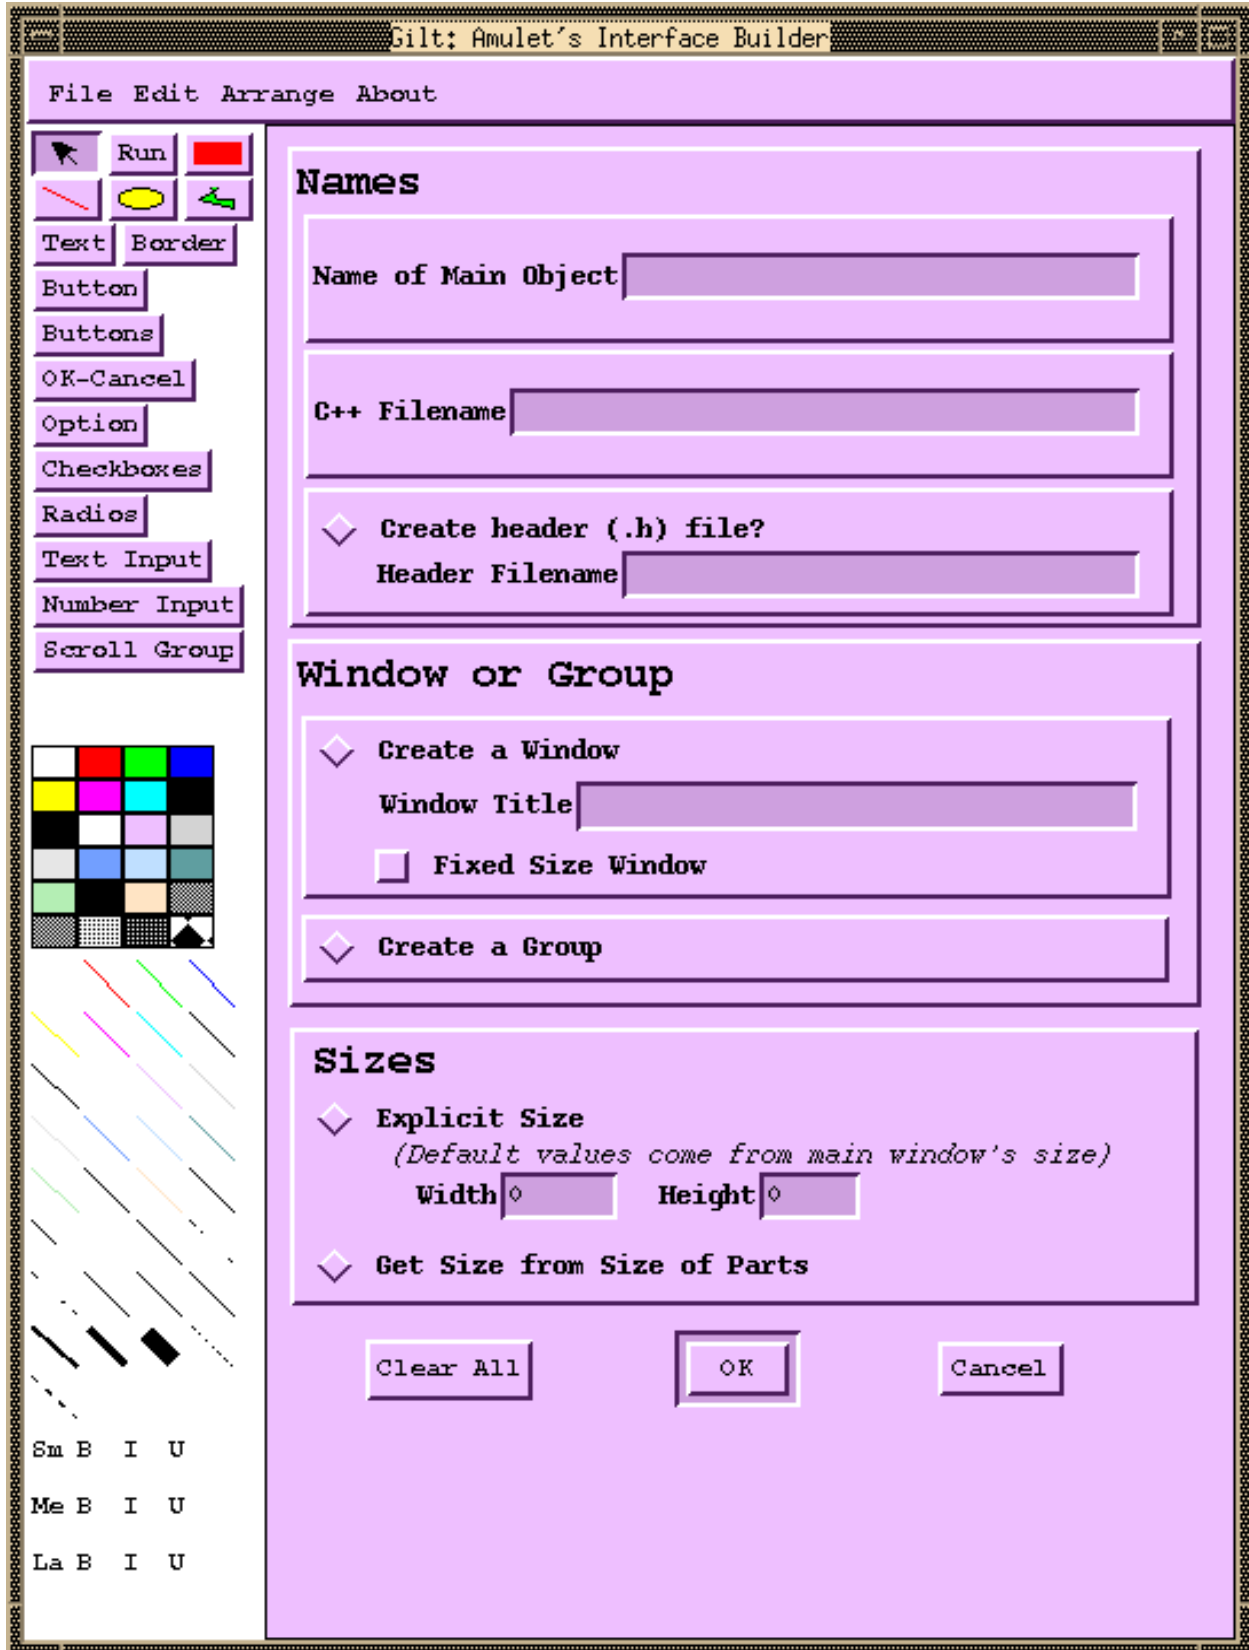 Gilt: Amulet's Interface Builder
File Edit Arrange About
Run
Text Border
Button
Buttons
OK-Cancel
Option
Checkboxes
Radios
Text Input
Number Input
Scroll Group
Sm B I U
Me B I U
La B I U
Names
Name of Main Object
C++ Filename
Create header (.h) file?
Header Filename
Window or Group
Create a Window
Window Title
Fixed Size Window
Create a Group
Sizes
Explicit Size
(Default values come from main window's size)
Width 0 Height 0
Get Size from Size of Parts
Clear All OK Cancel